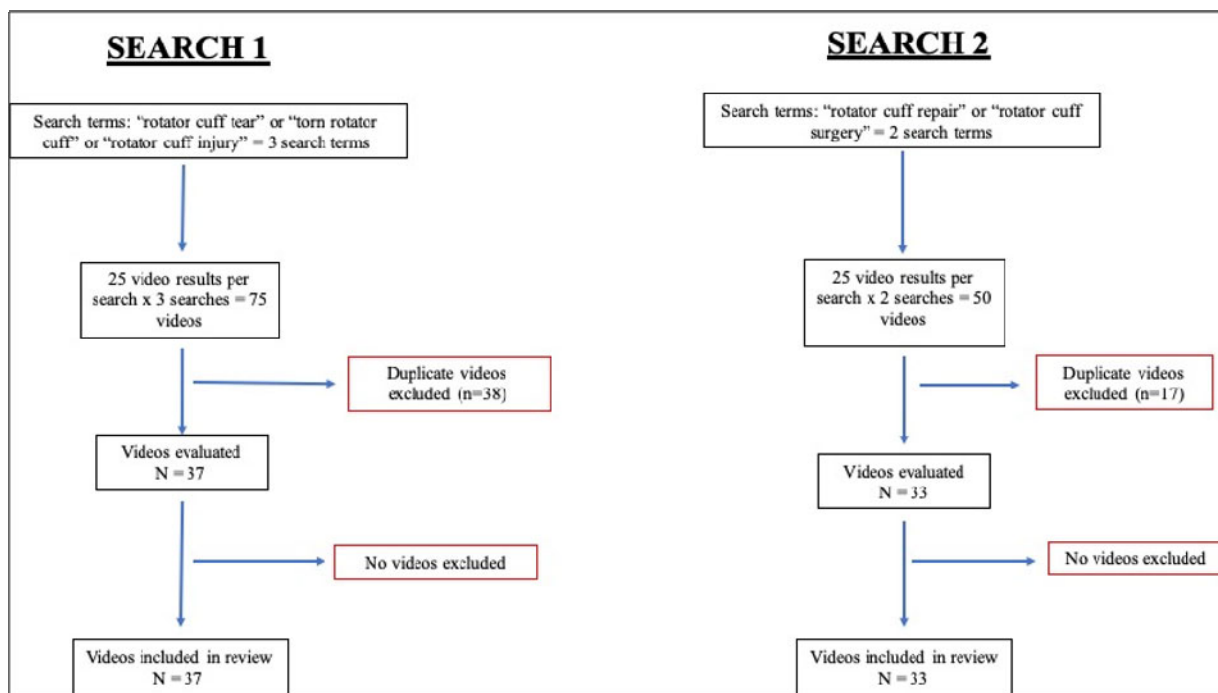 SEARCH 1
Search terms: “rotator cuff tear” or “torn rotator
cuff” or “rotator cuff injury” = 3 search terms
25 video results per
search x 3 searches = 75
videos
Duplicate videos
excluded (n=38)
Videos evaluated
N = 37
No videos excluded
Videos included in review
N = 37
SEARCH 2
Search terms: “rotator cuff repair” or “rotator cuff
surgery” = 2 search terms
25 video results per
search x 2 searches = 50
videos
Duplicate videos
excluded (n=17)
Videos evaluated
N = 33
No videos excluded
Videos included in review
N = 33